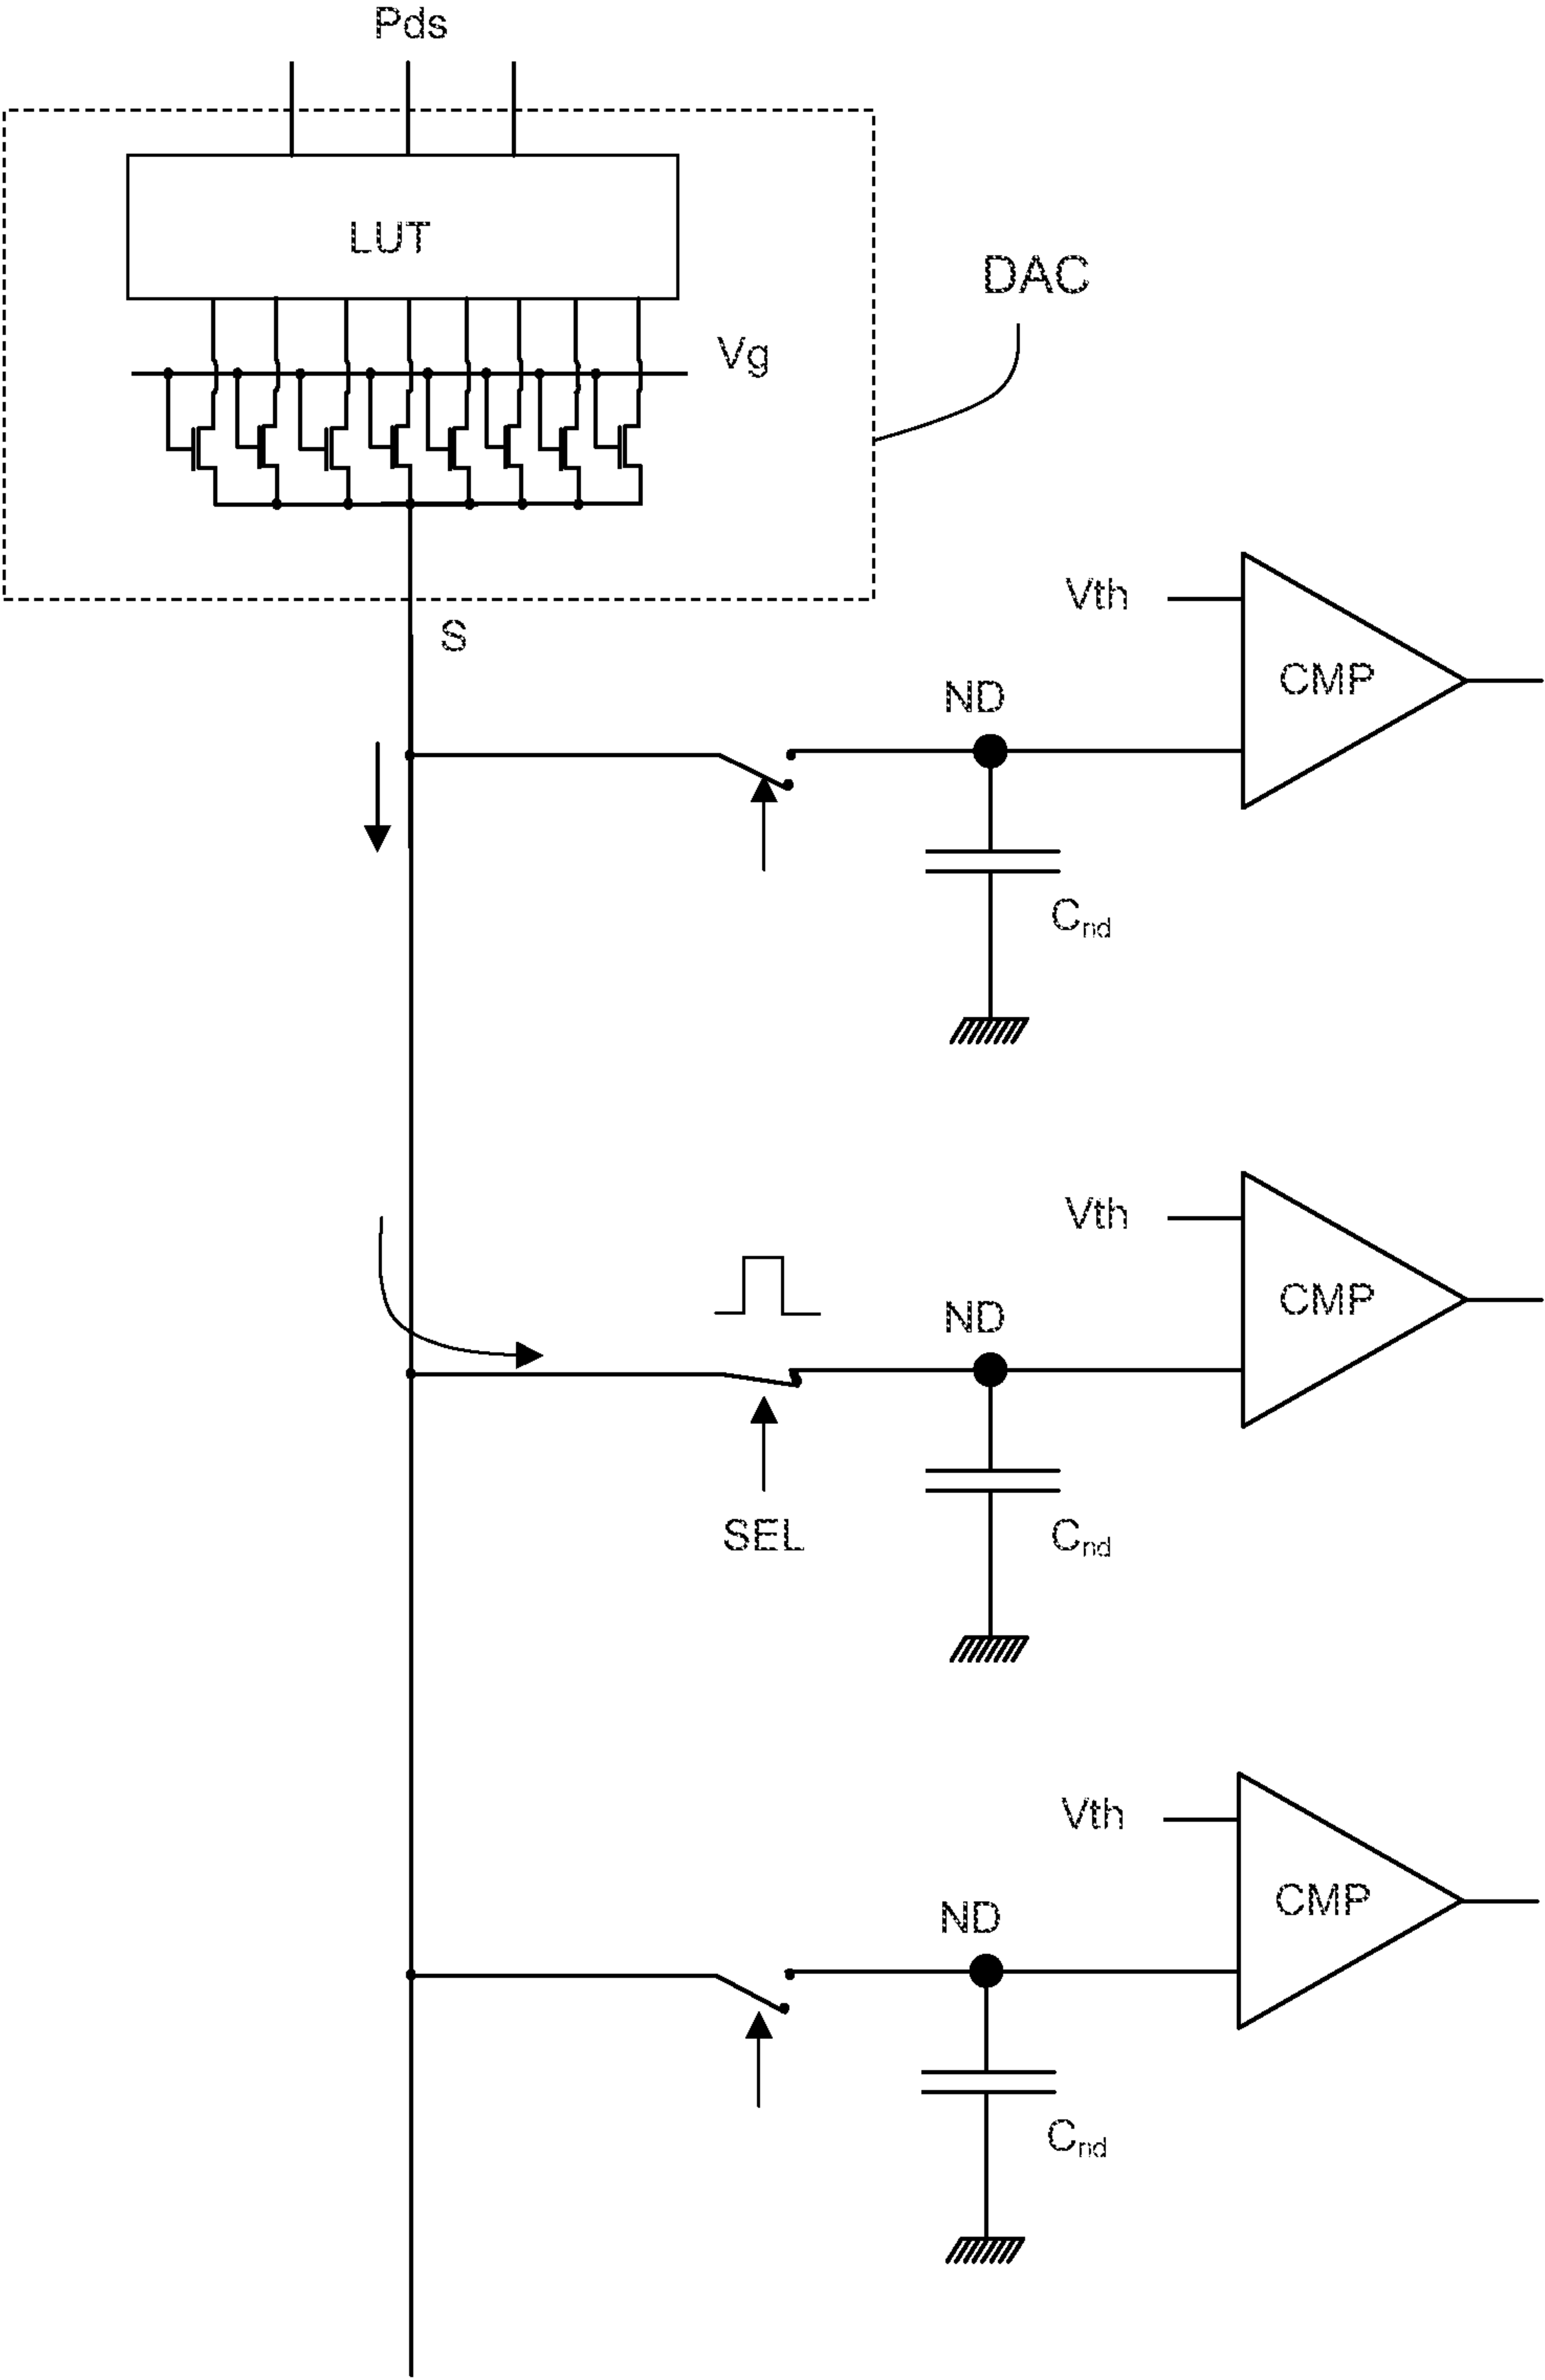 Pds
LUT
DAC
Vg
Vth
S
CMP
ND
Cnd
Vth
CMP
ND
SEL
Cnd
Vth
CMP
ND
Cnd